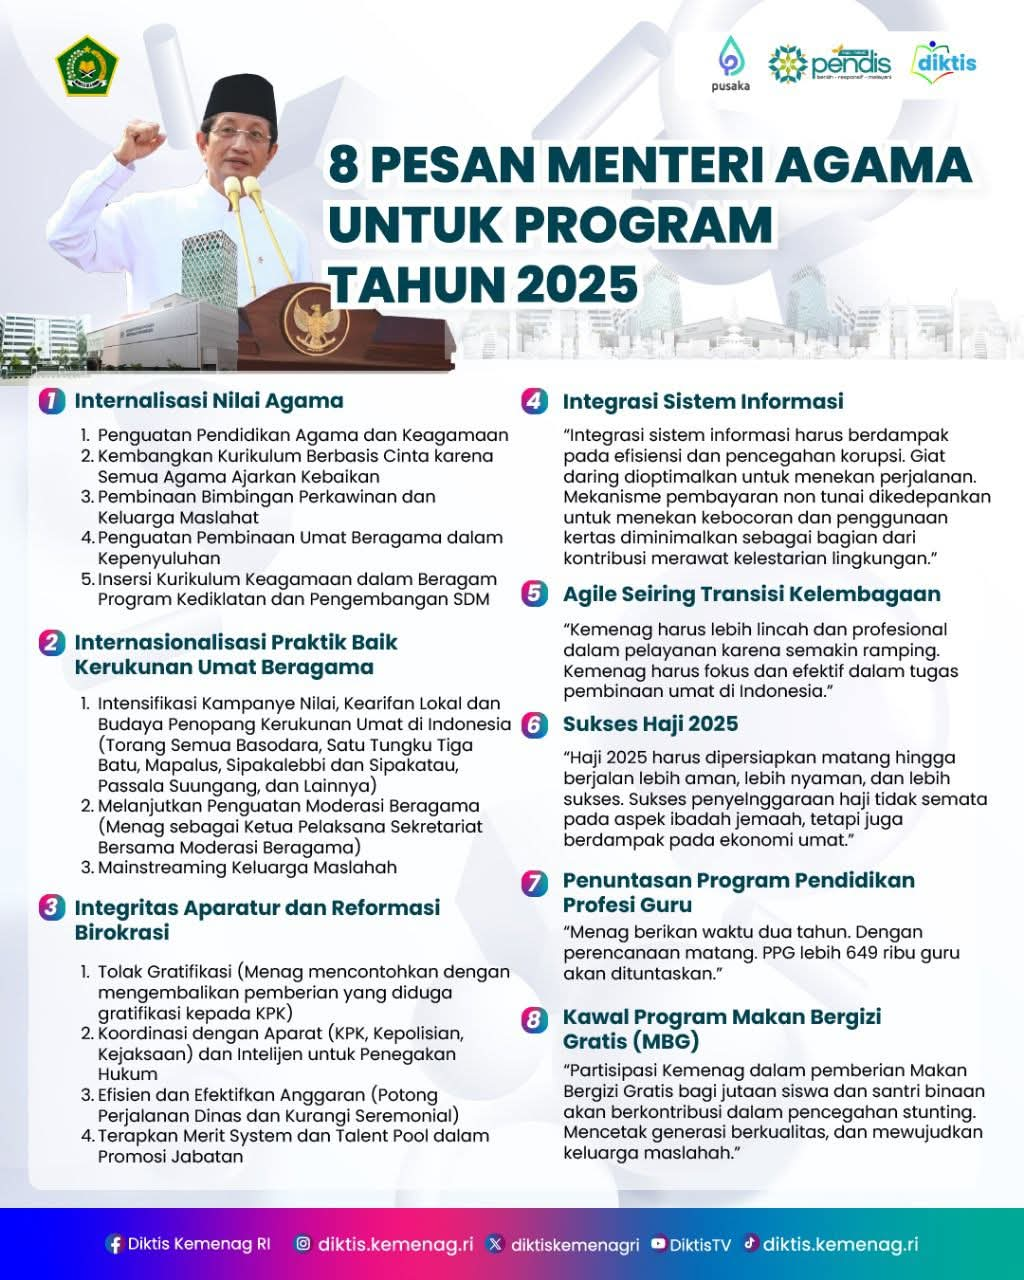 pusaka
pendis
diktis
8 PESAN MENTERI AGAMA
UNTUK PROGRAM
TAHUN 2025
1 Internalisasi Nilai Agama
1. Penguatan Pendidikan Agama dan Keagamaan
2. Kembangkan Kurikulum Berbasis Cinta karena
Semua Agama Ajarkan Kebaikan
3. Pembinaan Bimbingan Perkawinan dan
Keluarga Maslahat
4. Penguatan Pembinaan Umat Beragama dalam
Kepenyuluhan
5. Insersi Kurikulum Keagamaan dalam Beragam
Program Kediklatan dan Pengembangan SDM
2 Internasionalisasi Praktik Baik
Kerukunan Umat Beragama
1. Intensifikasi Kampanye Nilai, Kearifan Lokal dan
Budaya Penopang Kerukunan Umat di Indonesia
(Torang Semua Basodara, Satu Tungku Tiga
Batu, Mapalus, Sipakalebbi dan Sipakatau,
Passala Suungang, dan Lainnya)
2. Melanjutkan Penguatan Moderasi Beragama
(Menag sebagai Ketua Pelaksana Sekretariat
Bersama Moderasi Beragama)
3. Mainstreaming Keluarga Maslahah
3 Integritas Aparatur dan Reformasi
Birokrasi
1. Tolak Gratifikasi (Menag mencontohkan dengan
mengembalikan pemberian yang diduga
gratifikasi kepada KPK)
2. Koordinasi dengan Aparat (KPK, Kepolisian,
Kejaksaan) dan Intelijen untuk Penegakan
Hukum
3. Efisien dan Efektifkan Anggaran (Potong
Perjalanan Dinas dan Kurangi Seremonial)
4. Terapkan Merit System dan Talent Pool dalam
Promosi Jabatan
4 Integrasi Sistem Informasi
“Integrasi sistem informasi harus berdampak
pada efisiensi dan pencegahan korupsi. Giat
daring dioptimalkan untuk menekan perjalanan.
Mekanisme pembayaran non tunai dikedepankan
untuk menekan kebocoran dan penggunaan
kertas diminimalkan sebagai bagian dari
kontribusi merawat kelestarian lingkungan.”
5 Agile Seiring Transisi Kelembagaan
“Kemenag harus lebih lincah dan profesional
dalam pelayanan karena semakin ramping.
Kemenag harus fokus dan efektif dalam tugas
pembinaan umat di Indonesia.”
6 Sukses Haji 2025
“Haji 2025 harus dipersiapkan matang hingga
berjalan lebih aman, lebih nyaman, dan lebih
sukses. Sukses penyelnggaraan haji tidak semata
pada aspek ibadah jemaah, tetapi juga
berdampak pada ekonomi umat.”
7 Penuntasan Program Pendidikan
Profesi Guru
“Menag berikan waktu dua tahun. Dengan
perencanaan matang. PPG lebih 649 ribu guru
akan dituntaskan.”
8 Kawal Program Makan Bergizi
Gratis (MBG)
“Partisipasi Kemenag dalam pemberian Makan
Bergizi Gratis bagi jutaan siswa dan santri binaan
akan berkontribusi dalam pencegahan stunting.
Mencetak generasi berkualitas, dan mewujudkan
keluarga maslahah.”
Diktis Kemenag RI diktis.kemenag.ri diktiskemenagri DiktisTV diktis.kemenag.ri